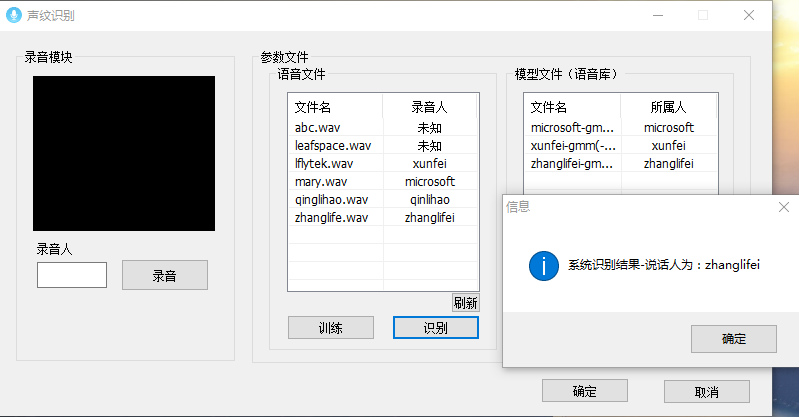 声纹识别
录音模块
录音人
录音
参数文件
语音文件
文件名 录音人
abc.wav 未知
leafspace.wav 未知
lflytek.wav xunfei
mary.wav microsoft
qinglihao.wav qinlihao
zhanglife.wav zhanglifei
刷新
训练 识别
模型文件（语音库）
文件名 所属人
microsoft-gm... microsoft
xunfei-gmm(-... xunfei
zhanglifei-gm... zhanglifei
信息
系统识别结果-说话人为：zhanglifei
确定
确定 取消